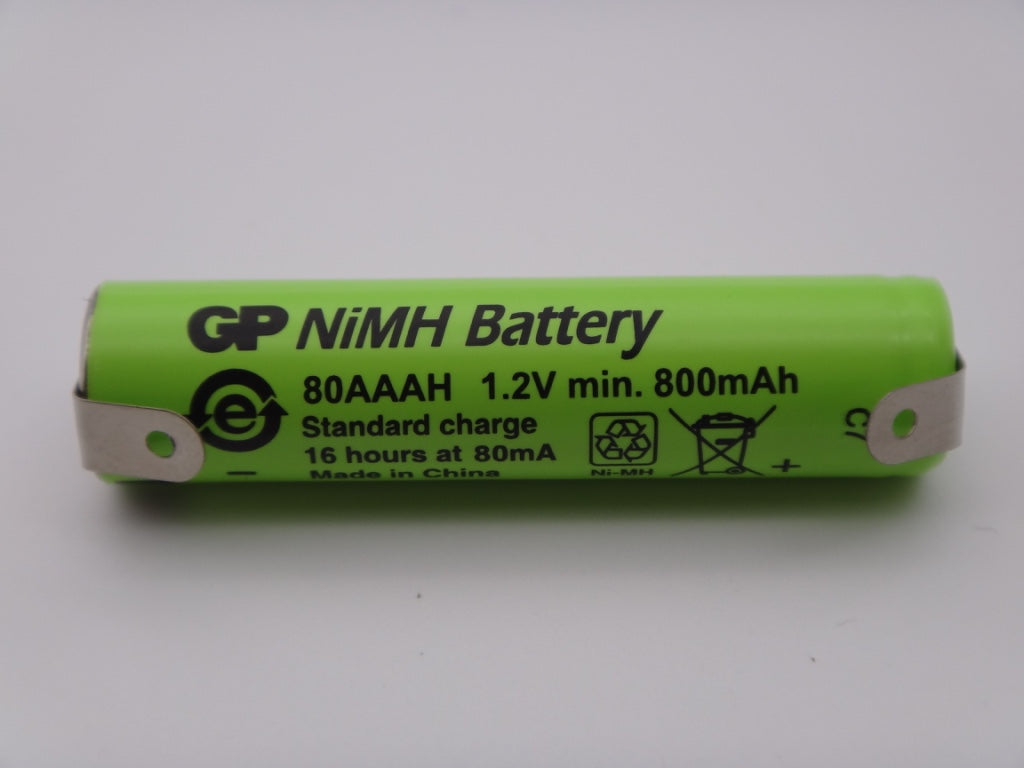 GP NiMH Battery
80AAAH 1.2V min. 800mAh
Standard charge
16 hours at 80mA
Made in China
e
Ni-MH
- +
C7